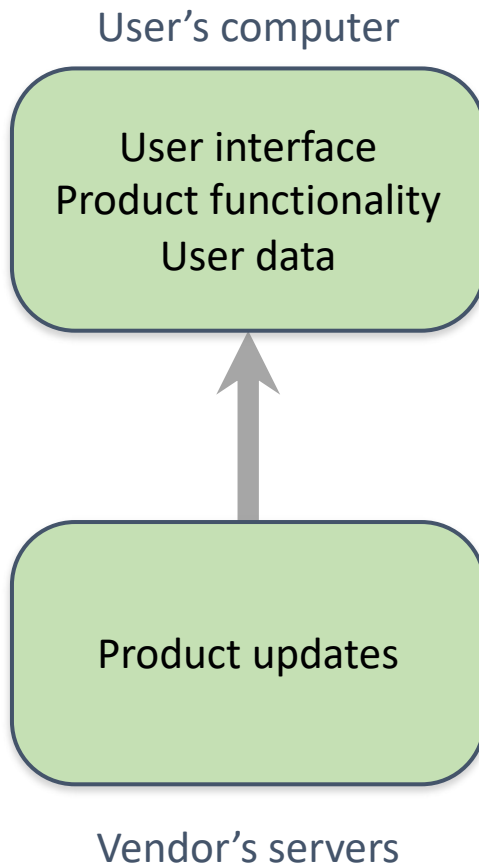 User’s computer
User interface
Product functionality
User data
Product updates
Vendor’s servers